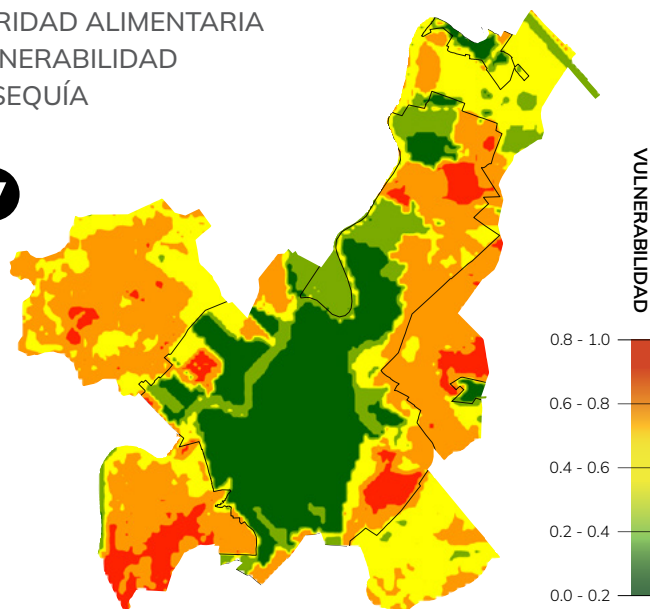 RIDAD ALIMENTARIA
NERABILIDAD
SEQUÍA
VULNERABILIDAD
0.8 - 1.0
0.6 - 0.8
0.4 - 0.6
0.2 - 0.4
0.0 - 0.2